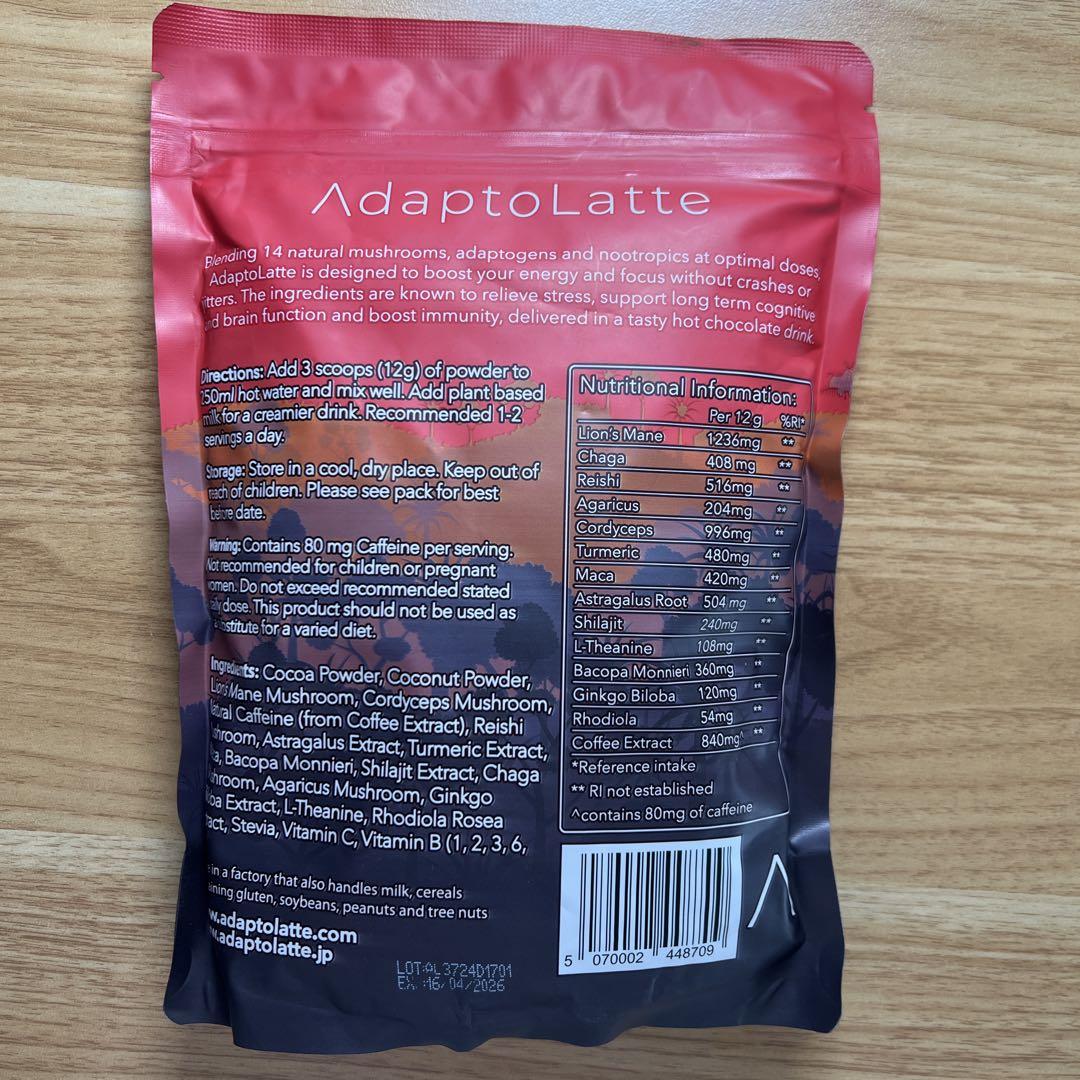 AdaptoLatte
Blending 14 natural mushrooms, adaptogens and nootropics at optimal doses,
AdaptoLatte is designed to boost your energy and focus without crashes or
itters. The ingredients are known to relieve stress, support long term cognitive
nd brain function and boost immunity, delivered in a tasty hot chocolate drink.
Directions: Add 3 scoops (12g) of powder to
250ml hot water and mix well. Add plant based
milk for a creamier drink. Recommended 1-2
servings a day.
Storage: Store in a cool, dry place. Keep out of
reach of children. Please see pack for best
before date.
Warning: Contains 80 mg Caffeine per serving.
Not recommended for children or pregnant
omen. Do not exceed recommended stated
dose. This product should not be used as
a for a varied diet.
Ingredients: Cocoa Powder, Coconut Powder,
Lion's Mane Mushroom, Cordyceps Mushroom,
atural Caffeine (from Coffee Extract), Reishi
ushroom, Astragalus Extract, Turmeric Extract,
Bacopa Monnieri, Shilajit Extract, Chaga
hroom, Agaricus Mushroom, Ginkgo
oba Extract, L-Theanine, Rhodiola Rosea
ract, Stevia, Vitamin C, Vitamin B (1, 2, 3, 6,
e in a factory that also handles milk, cereals
aining gluten, soybeans, peanuts and tree nuts
w.adaptolatte.com
w.adaptolatte.jp
LOT:AL3724D1701
EX :16/04/2026
Nutritional Information:
Per 12g %RI*
Lion's Mane 1236mg **
Chaga 408 mg **
Reishi 516mg **
Agaricus 204mg **
Cordyceps 996mg **
Turmeric 480mg **
Maca 420mg **
Astragalus Root 504 mg **
Shilajit 240mg **
L-Theanine 108mg **
Bacopa Monnieri 360mg **
Ginkgo Biloba 120mg **
Rhodiola 54mg **
Coffee Extract 840mg^ **
*Reference intake
** RI not established
^contains 80mg of caffeine
5 070002 448709